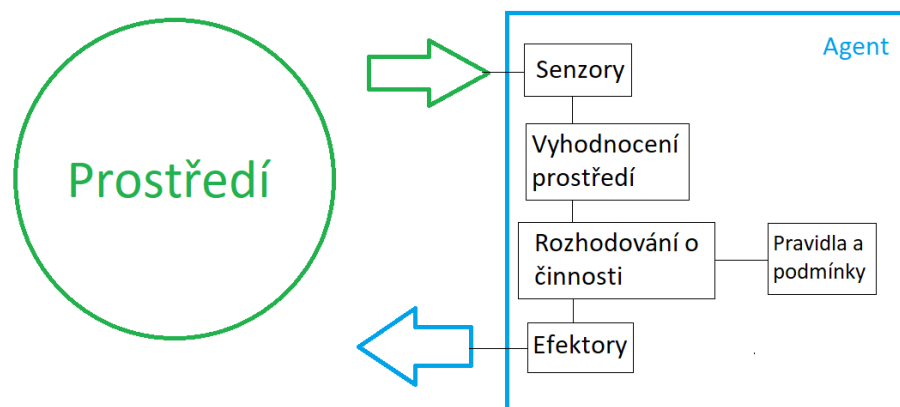 Prostředí
Agent
Senzory
Vyhodnocení
prostředí
Rozhodování o
činnosti
Pravidla a
podmínky
Efektory